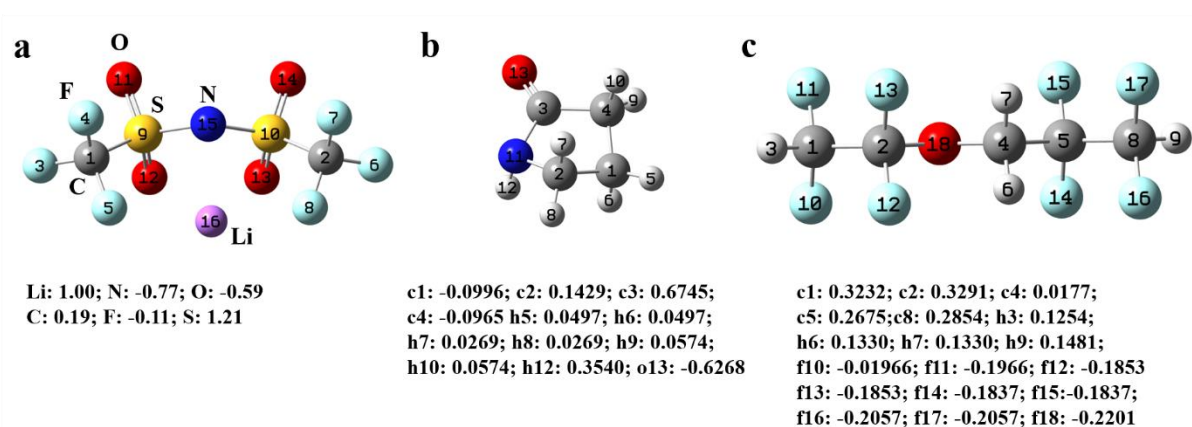 a
b
c
O
F
S
N
C
Li
11
14
4
9
15
10
7
3
1
2
6
12
13
5
8
16
13
10
3
4
9
11
7
12
2
1
5
8
6
11
13
7
15
17
3
1
2
18
4
5
8
9
10
12
6
14
16
Li: 1.00; N: -0.77; O: -0.59
C: 0.19; F: -0.11; S: 1.21
c1: -0.0996; c2: 0.1429; c3: 0.6745;
c4: -0.0965 h5: 0.0497; h6: 0.0497;
h7: 0.0269; h8: 0.0269; h9: 0.0574;
h10: 0.0574; h12: 0.3540; o13: -0.6268
c1: 0.3232; c2: 0.3291; c4: 0.0177;
c5: 0.2675;c8: 0.2854; h3: 0.1254;
h6: 0.1330; h7: 0.1330; h9: 0.1481;
f10: -0.01966; f11: -0.1966; f12: -0.1853
f13: -0.1853; f14: -0.1837; f15:-0.1837;
f16: -0.2057; f17: -0.2057; f18: -0.2201